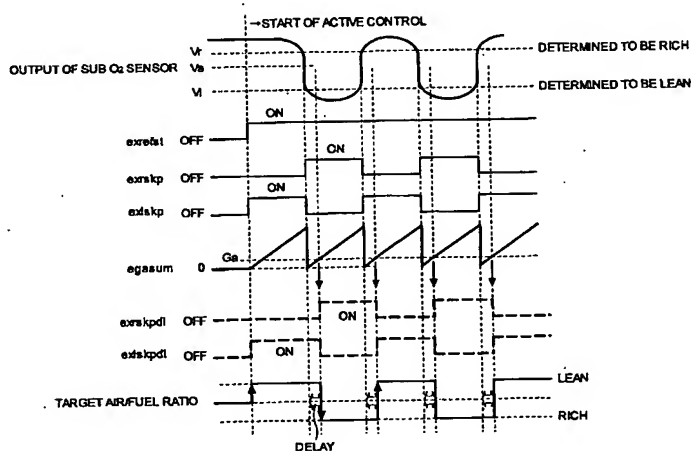 START OF ACTIVE CONTROL
Vr
DETERMINED TO BE RICH
OUTPUT OF SUB O2 SENSOR Vs
Vl
DETERMINED TO BE LEAN
ON
exrefst OFF
ON
exrskp OFF
ON
exlskp OFF
Ga
egasum 0
exrskpdl OFF
ON
exlskpdl OFF
ON
LEAN
TARGET AIR/FUEL RATIO
RICH
DELAY